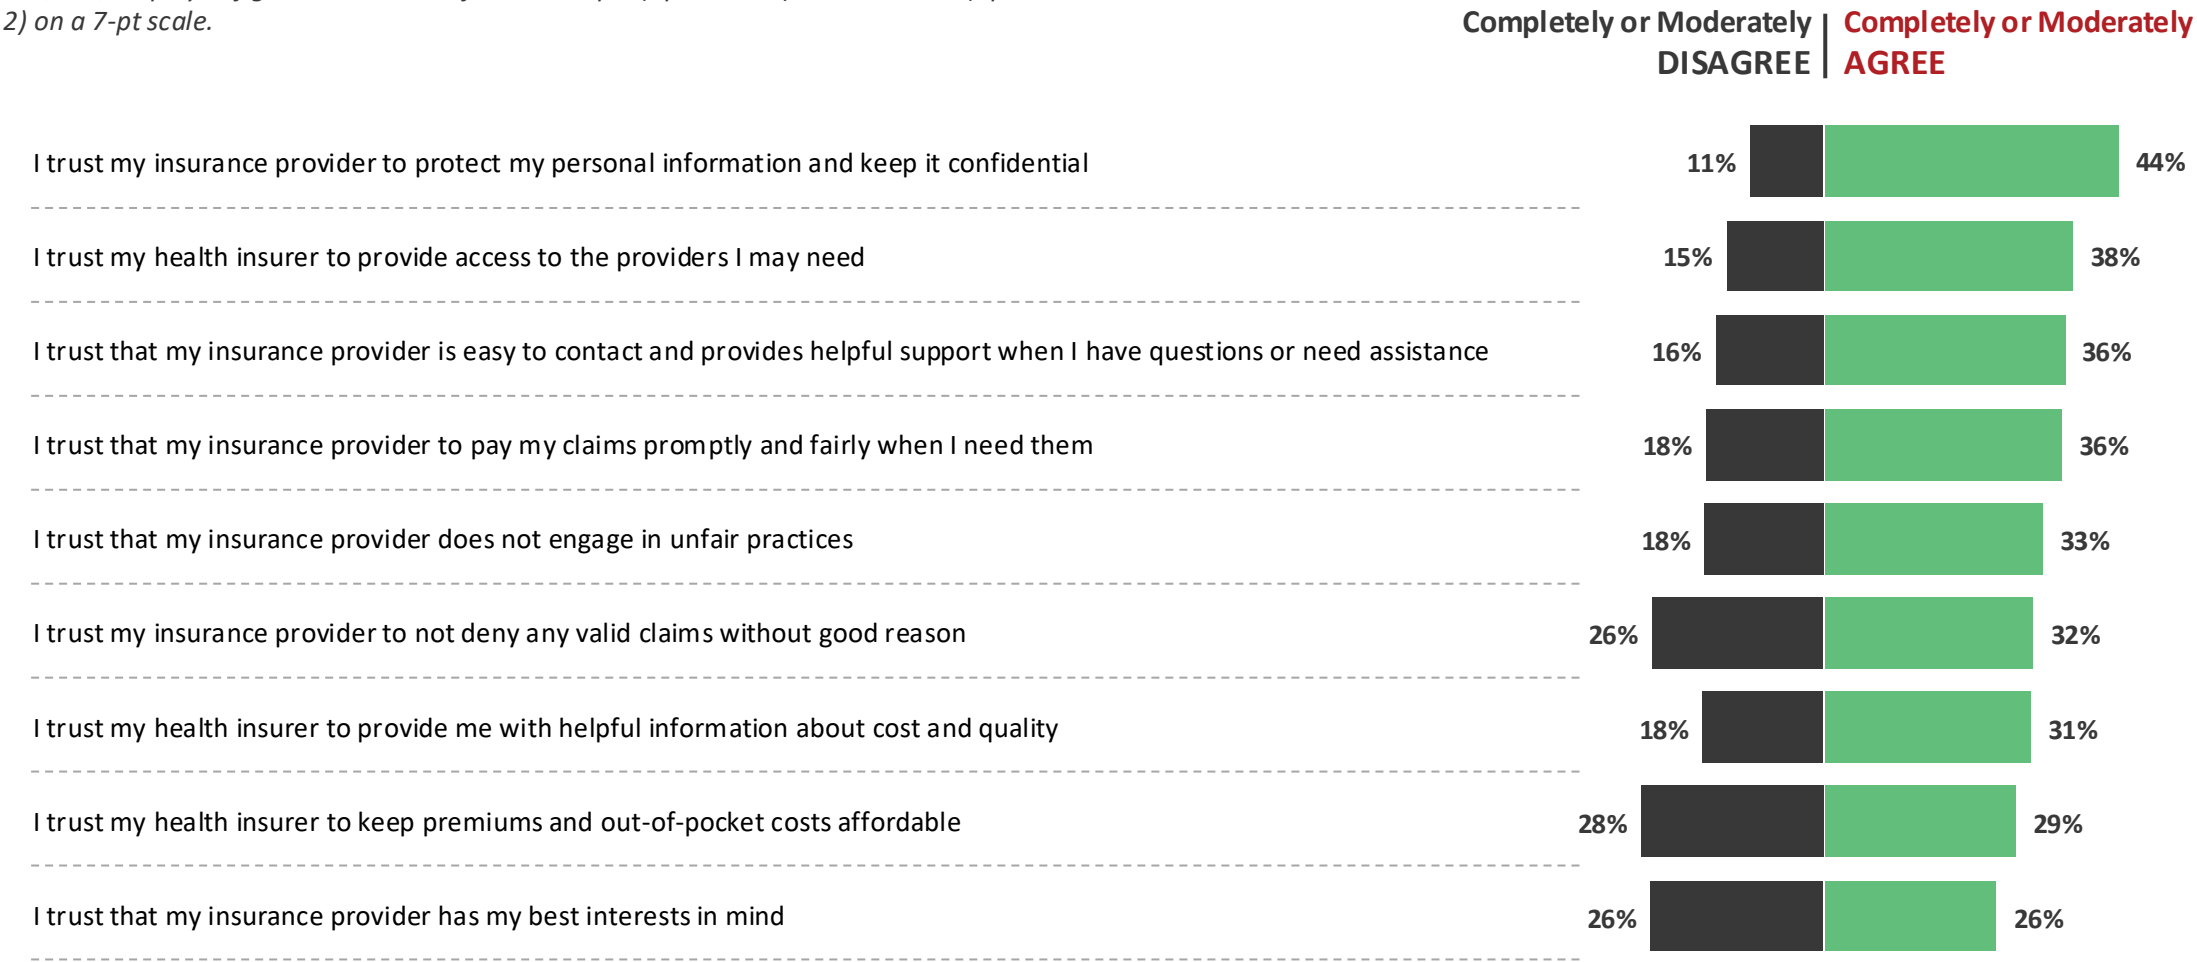 2) on a 7-pt scale.
Completely or Moderately
DISAGREE
Completely or Moderately
AGREE
I trust my insurance provider to protect my personal information and keep it confidential
11%
44%
I trust my health insurer to provide access to the providers I may need
15%
38%
I trust that my insurance provider is easy to contact and provides helpful support when I have questions or need assistance
16%
36%
I trust that my insurance provider to pay my claims promptly and fairly when I need them
18%
36%
I trust that my insurance provider does not engage in unfair practices
18%
33%
I trust my insurance provider to not deny any valid claims without good reason
26%
32%
I trust my health insurer to provide me with helpful information about cost and quality
18%
31%
I trust my health insurer to keep premiums and out-of-pocket costs affordable
28%
29%
I trust that my insurance provider has my best interests in mind
26%
26%